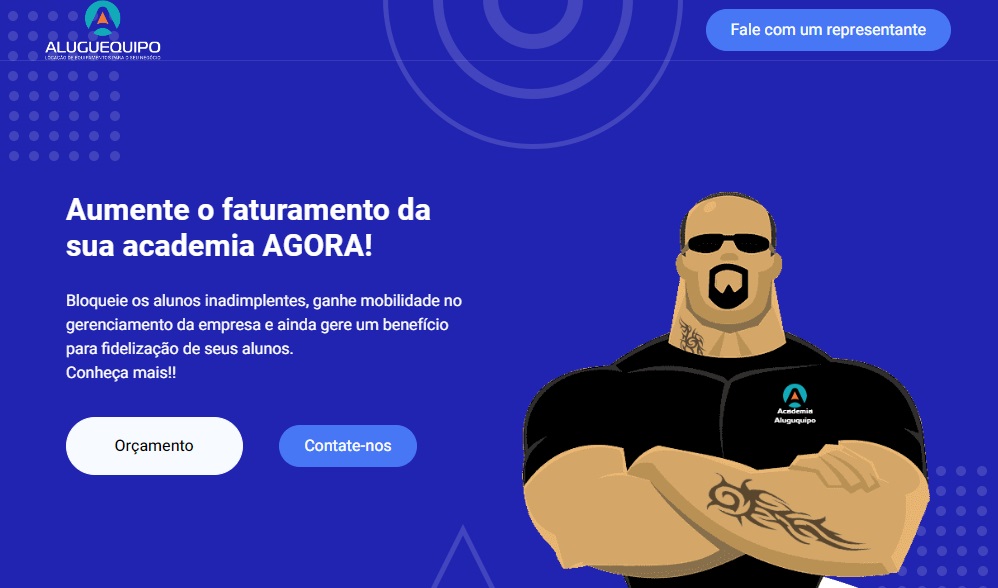 ALUGUEQUIPO
LOCAÇÃO DE EQUIPAMENTOS PARA O SEU NEGÓCIO
Fale com um representante
Aumente o faturamento da
sua academia AGORA!
Bloqueie os alunos inadimplentes, ganhe mobilidade no
gerenciamento da empresa e ainda gere um benefício
para fidelização de seus alunos.
Conheça mais!!
Orçamento
Contate-nos
Academia
Aluguquipo